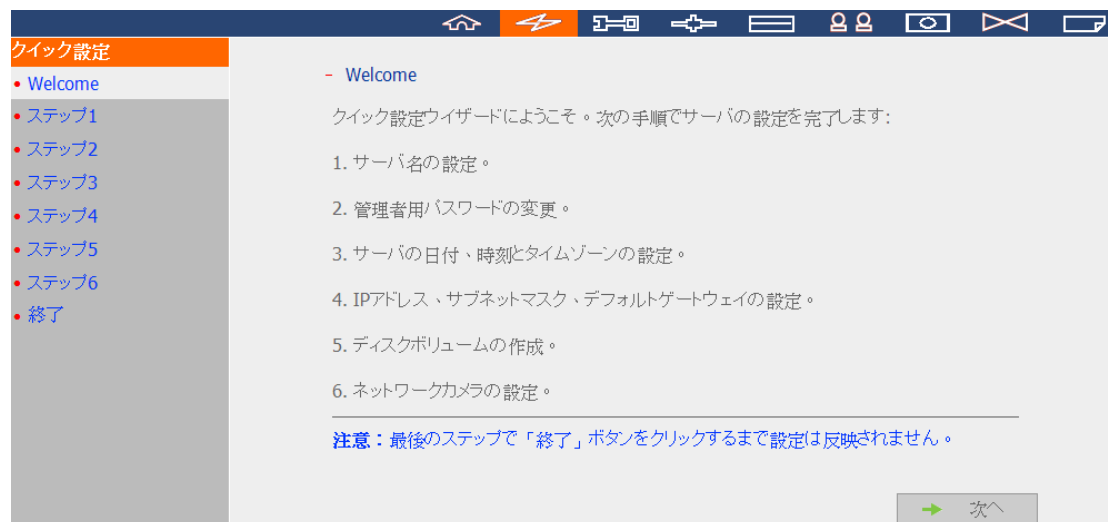 クイック設定
• Welcome
• ステップ1
• ステップ2
• ステップ3
• ステップ4
• ステップ5
• ステップ6
• 終了
- Welcome
クイック設定ウィザードにようこそ。次の手順でサーバの設定を完了します:
1. サーバ名の設定。
2. 管理者用パスワードの変更。
3. サーバの日付、時刻とタイムゾーンの設定。
4. IPアドレス、サブネットマスク、デフォルトゲートウェイの設定。
5. ディスクボリュームの作成。
6. ネットワークカメラの設定。
注意：最後のステップで「終了」ボタンをクリックするまで設定は反映されません。
次へ